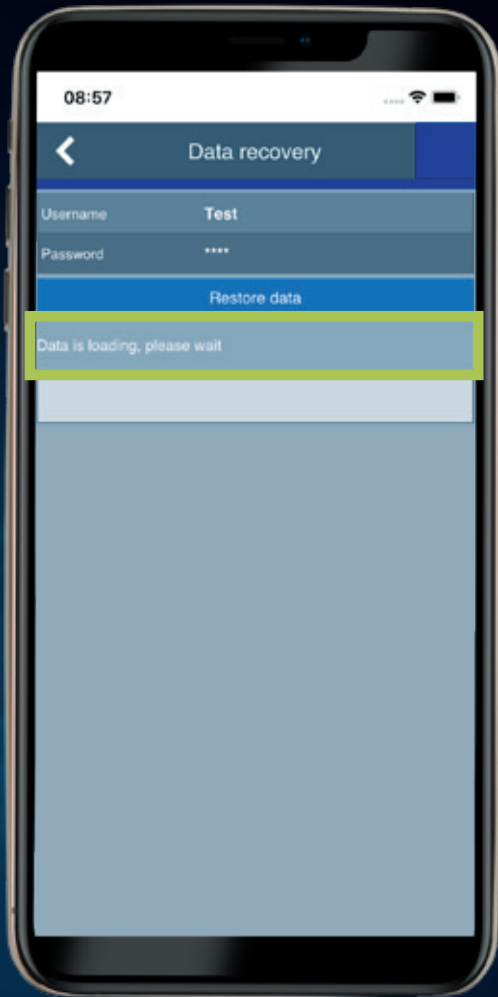 08:57
Data recovery
Username Test
Password ****
Restore data
Data is loading, please wait